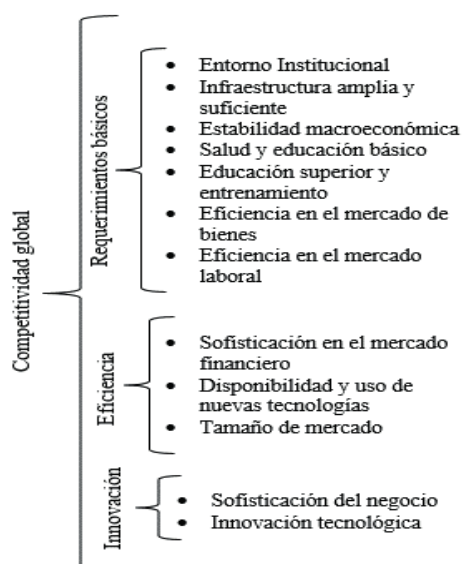 Competitividad global
Requerimientos básicos
• Entorno Institucional
• Infraestructura amplia y
suficiente
• Estabilidad macroeconómica
• Salud y educación básico
• Educación superior y
entrenamiento
• Eficiencia en el mercado de
bienes
• Eficiencia en el mercado
laboral
Eficiencia
• Sofisticación en el mercado
financiero
• Disponibilidad y uso de
nuevas tecnologías
• Tamaño de mercado
Innovación
• Sofisticación del negocio
• Innovación tecnológica